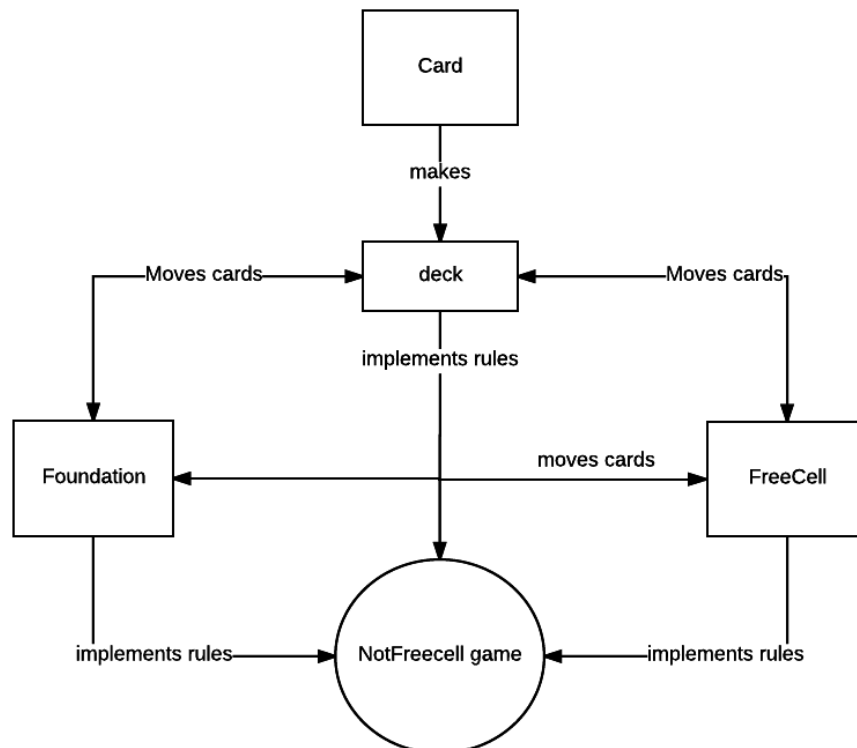 Card
makes
Moves cards
deck
Moves cards
implements rules
Foundation
moves cards
FreeCell
implements rules
NotFreecell game
implements rules